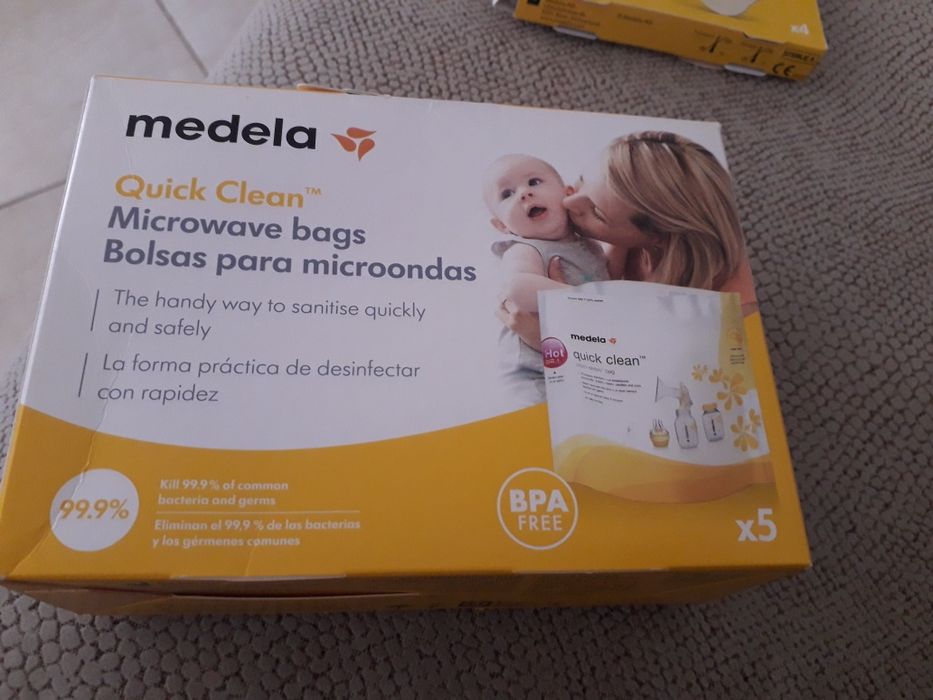 medela
Quick Clean™
Microwave bags
Bolsas para microondas
The handy way to sanitise quickly
and safely
La forma práctica de desinfectar
con rapidez
99.9%
Kill 99.9% of common
bacteria and germs
Eliminan el 99,9 % de las bacterias
y los gérmenes comunes
BPA
FREE
x5
medela
Hot
quick clean™
x4
CE